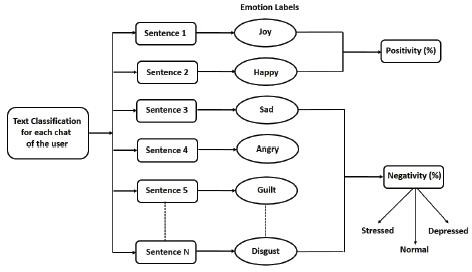 Emotion Labels
Sentence 1
Joy
Positivity (%)
Sentence 2
Happy
Text Classification
for each chat
of the user
Sentence 3
Sad
Sentence 4
Angry
Sentence 5
Guilt
Negativity (%)
Stressed
Normal
Depressed
Sentence N
Disgust